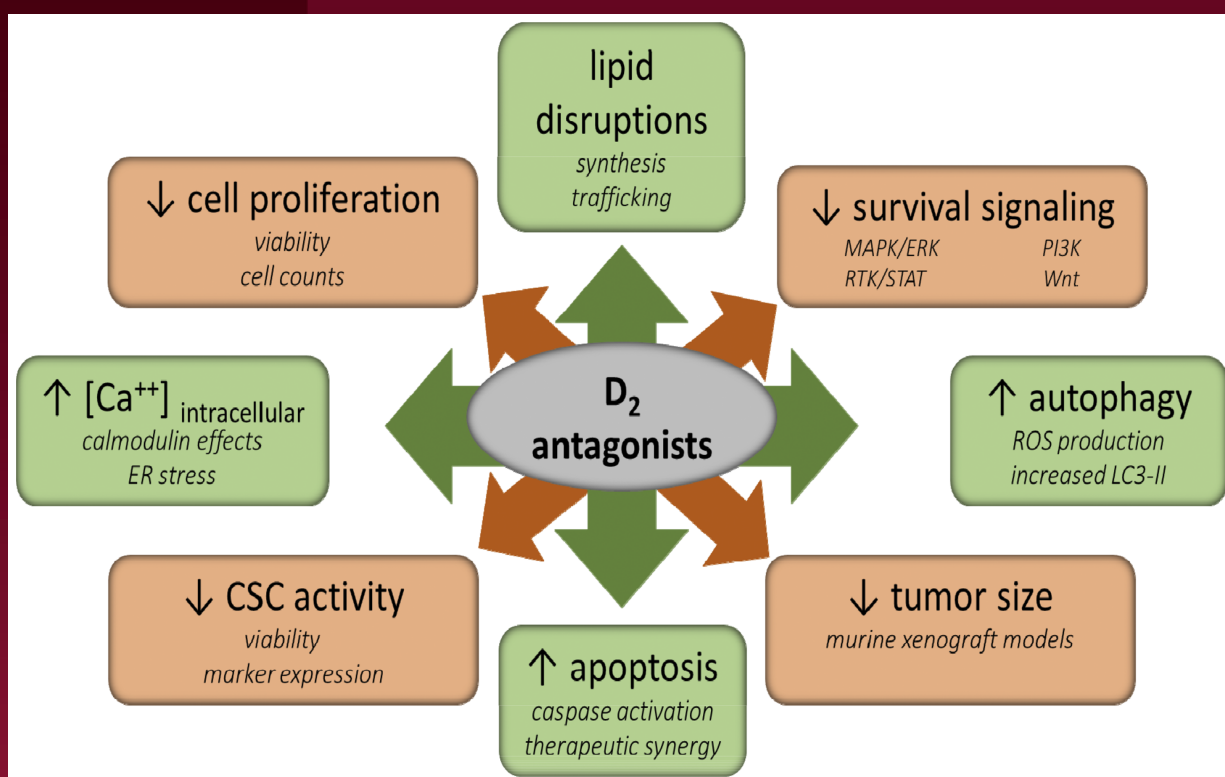 lipid
disruptions
synthesis
trafficking
↓ cell proliferation
viability
cell counts
↓ survival signaling
MAPK/ERK PI3K
RTK/STAT Wnt
↑ [Ca⁺⁺] intracellular
calmodulin effects
ER stress
D₂
antagonists
↑ autophagy
ROS production
increased LC3-II
↓ CSC activity
viability
marker expression
↑ apoptosis
caspase activation
therapeutic synergy
↓ tumor size
murine xenograft models